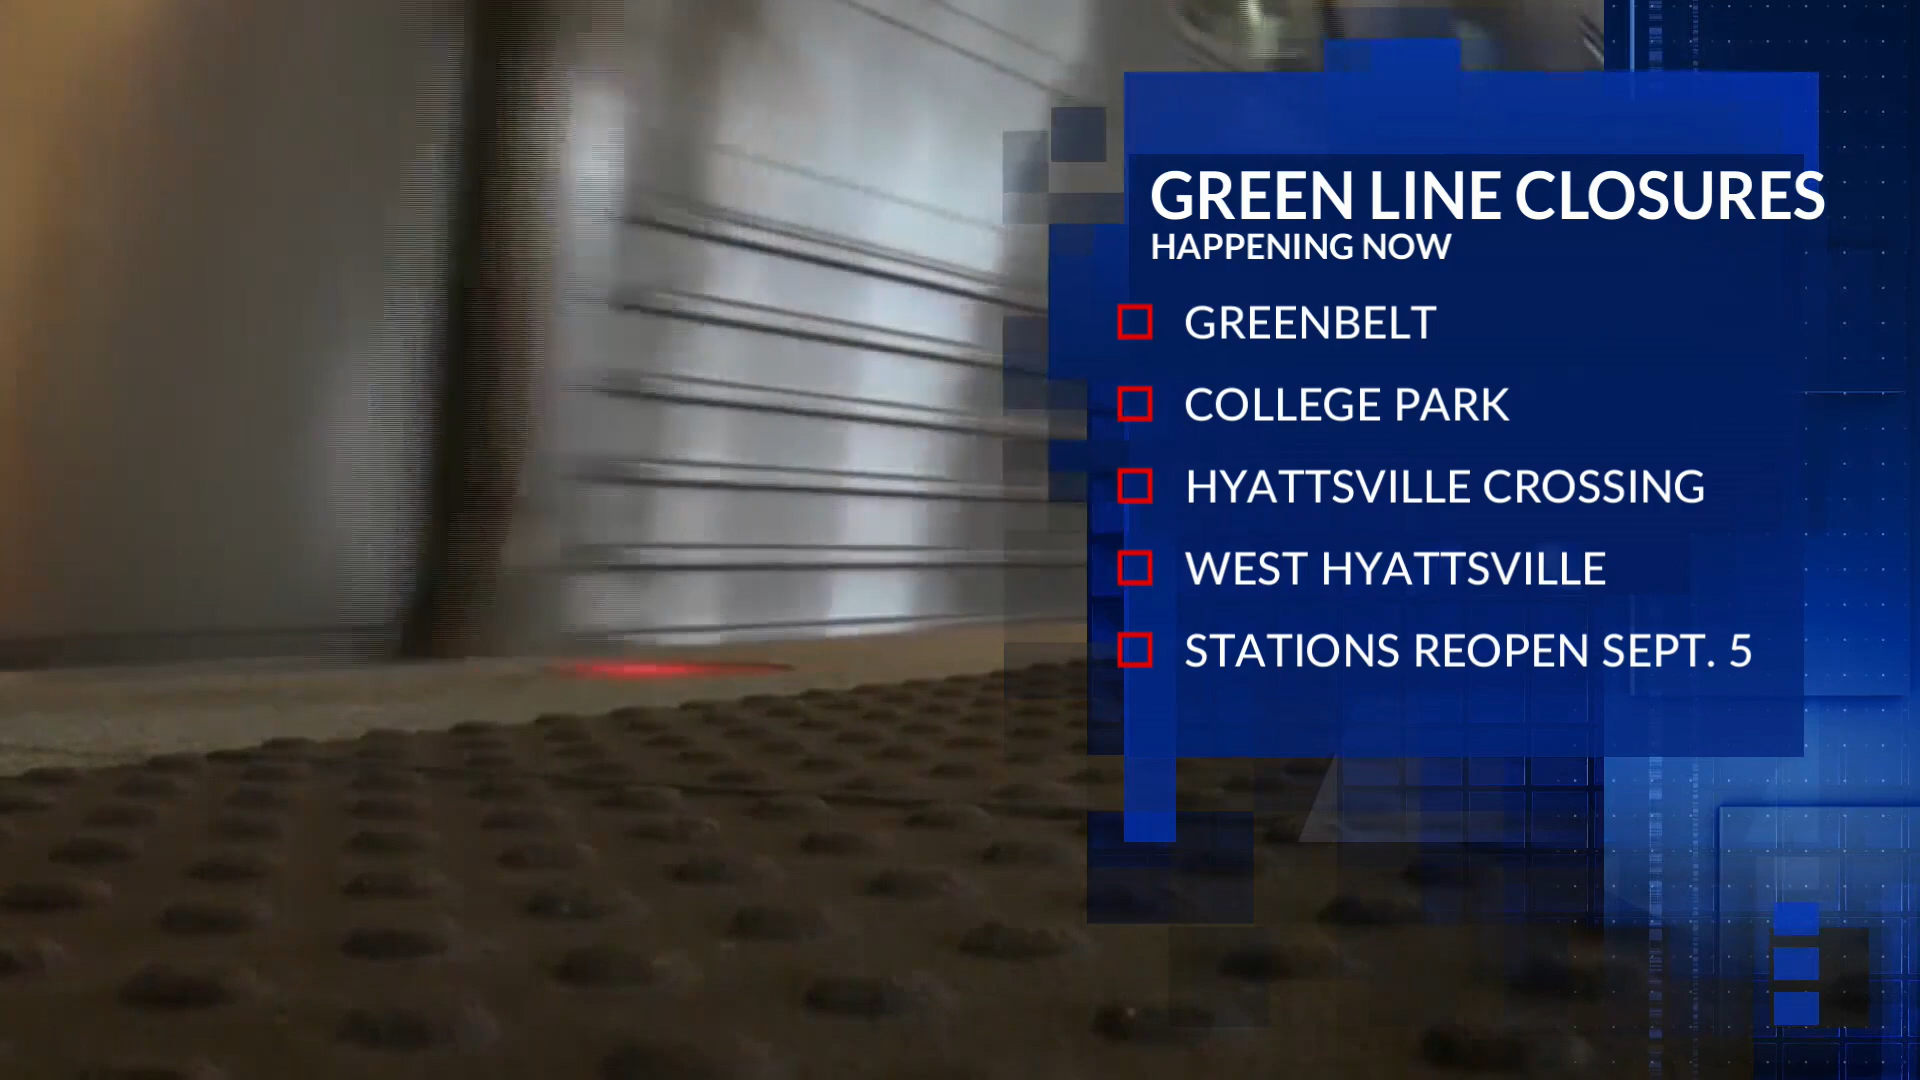 GREEN LINE CLOSURES
HAPPENING NOW
GREENBELT
COLLEGE PARK
HYATTSVILLE CROSSING
WEST HYATTSVILLE
STATIONS REOPEN SEPT. 5